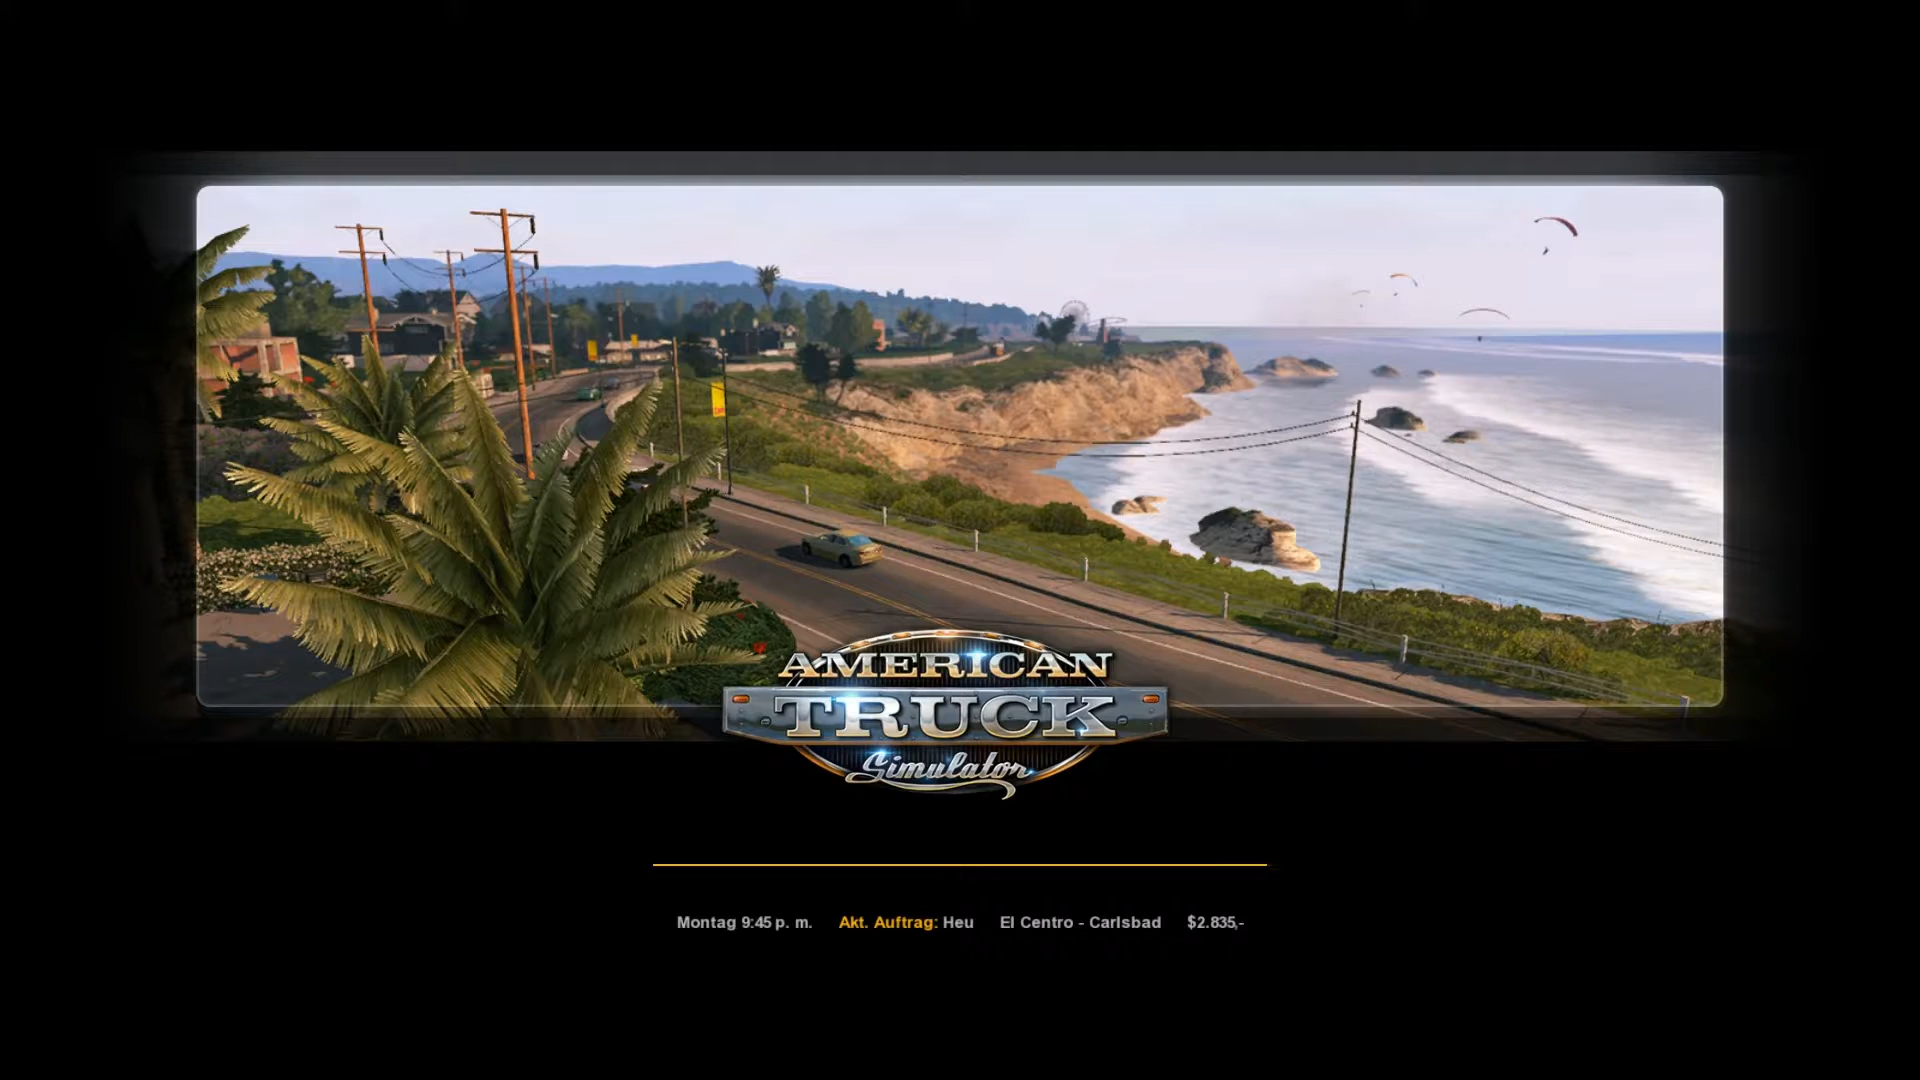 AMERICAN
TRUCK
Simulator
Montag 9:45 p. m. Akt. Auftrag: Heu El Centro - Carlsbad $2.835,-